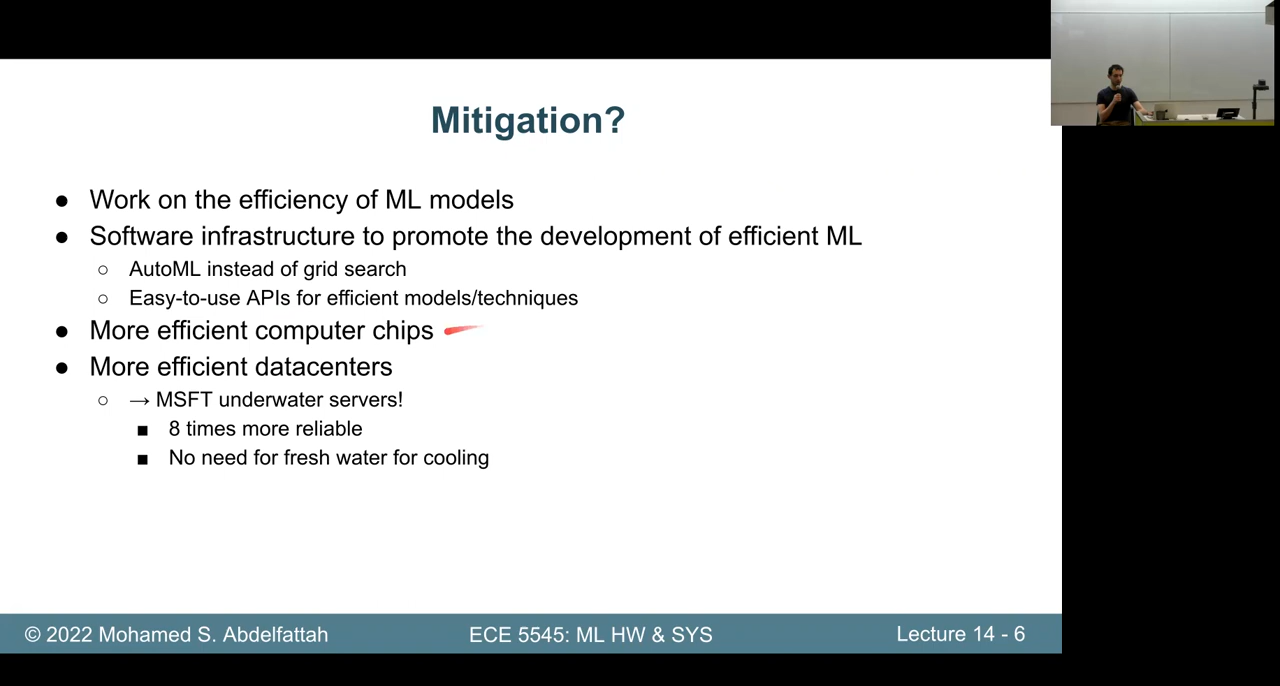 Mitigation?
● Work on the efficiency of ML models
● Software infrastructure to promote the development of efficient ML
○ AutoML instead of grid search
○ Easy-to-use APIs for efficient models/techniques
● More efficient computer chips
● More efficient datacenters
○ → MSFT underwater servers!
■ 8 times more reliable
■ No need for fresh water for cooling
© 2022 Mohamed S. Abdelfattah ECE 5545: ML HW & SYS Lecture 14 - 6